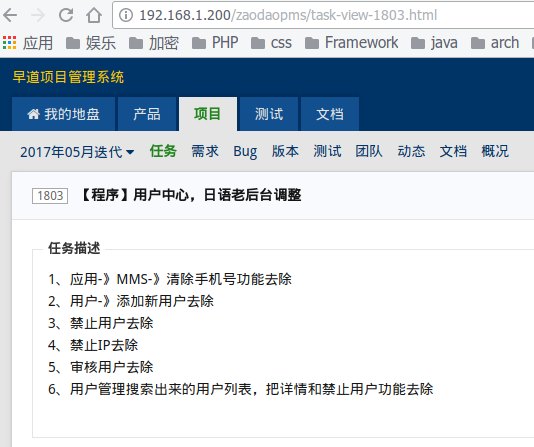 192.168.1.200/zaodaopms/task-view-1803.html
应用 娱乐 加密 PHP css Framework java arch
早道项目管理系统
我的地盘 产品 项目 测试 文档
2017年05月迭代 任务 需求 Bug 版本 测试 团队 动态 文档 概况
1803 【程序】用户中心，日语老后台调整
任务描述
1、应用-》MMS-》清除手机号功能去除
2、用户-》添加新用户去除
3、禁止用户去除
4、禁止IP去除
5、审核用户去除
6、用户管理搜索出来的用户列表，把详情和禁止用户功能去除